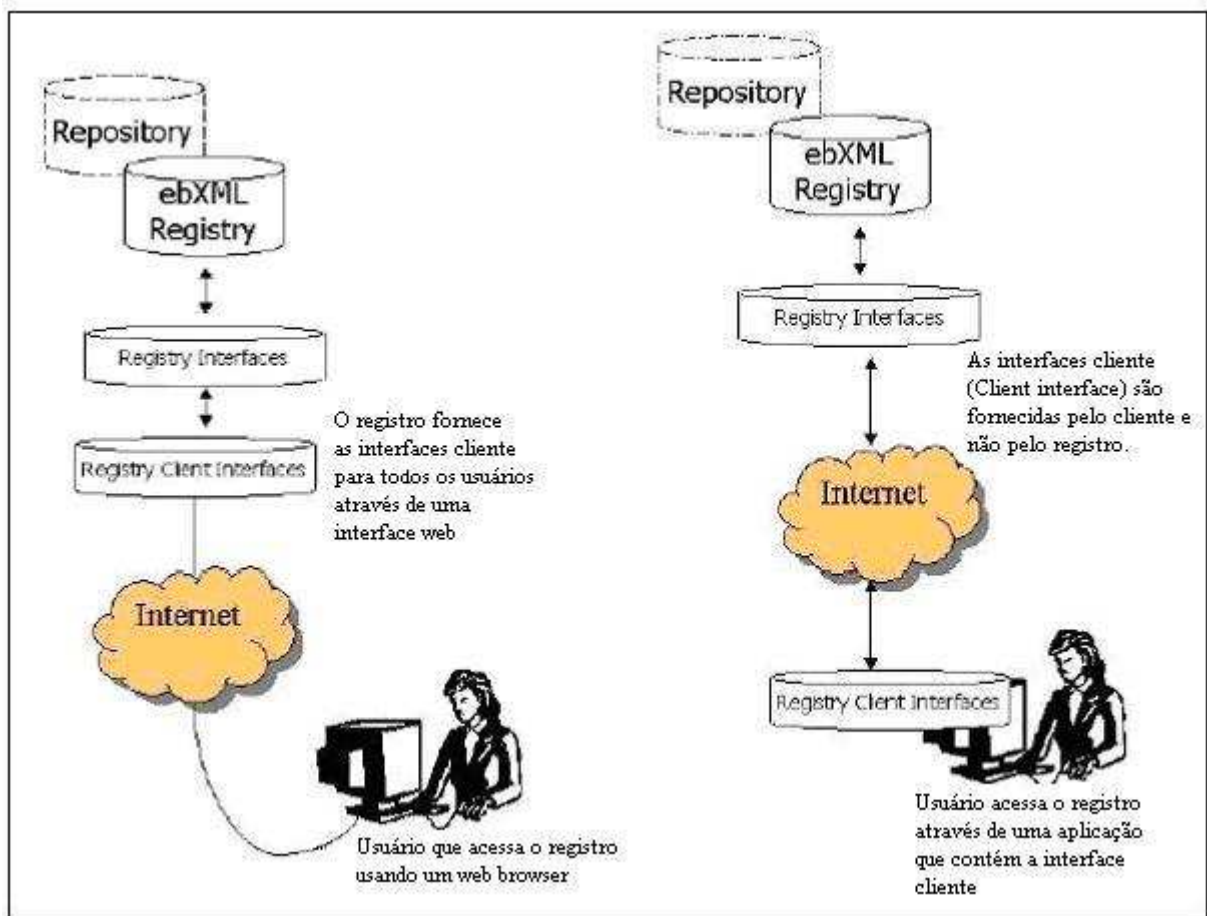 Repository
ebXML
Registry
Registry Interfaces
Registry Client Interfaces
O registro fornece
as interfaces cliente
para todos os usuários
através de uma
interface web
Internet
Usuário que acessa o registro
usando um web browser
Repository
ebXML
Registry
Registry Interfaces
As interfaces cliente
(Client interface) são
fornecidas pelo cliente e
não pelo registro.
Internet
Registry Client Interfaces
Usuário acessa o registro
através de uma aplicação
que contém a interface
cliente